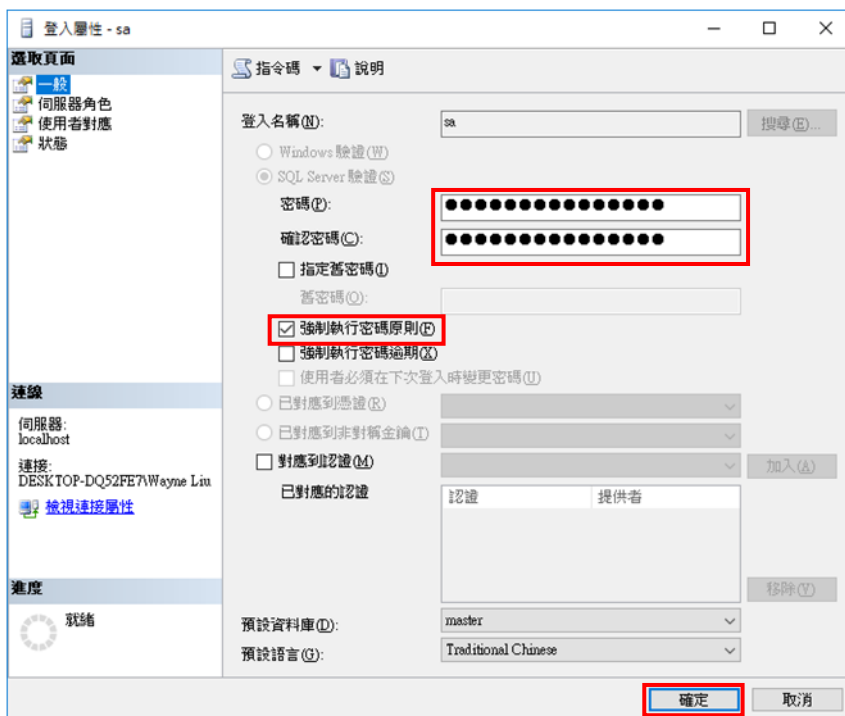 登入屬性 - sa
選取頁面
一般
伺服器角色
使用者對應
狀態
指令碼 說明
登入名稱(N): sa 搜尋(E)...
Windows 驗證(W)
SQL Server 驗證(S)
密碼(P): ●●●●●●●●●●●●●●●
確認密碼(C): ●●●●●●●●●●●●●●●
指定舊密碼(I)
舊密碼(O):
強制執行密碼原則(F)
強制執行密碼逾期(X)
使用者必須在下次登入時變更密碼(U)
已對應到憑證(R)
已對應到非對稱金鑰(T)
對應到認證(M) 加入(A)
已對應的認證 認證 提供者
移除(V)
預設資料庫(D): master
預設語言(G): Traditional Chinese
連線
伺服器:
localhost
連接:
DESKTOP-DQ52FE7\Wayne Liu
檢視連接屬性
進度
就緒
確定 取消